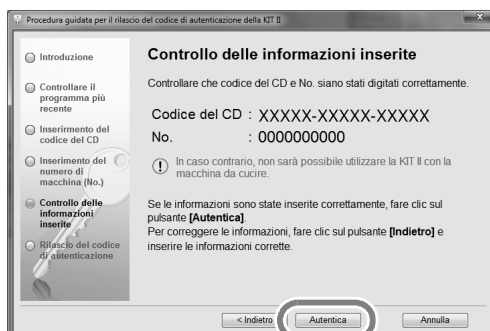 Procedura guidata per il rilascio del codice di autenticazione della KIT II
Introduzione
Controllare il
programma più
recente
Inserirmento del
codice del CD
Inserimento del
numero di
macchina (No.)
Controllo delle
informazioni
inserite
Rilascio del codice
di autenticazione
Controllo delle informazioni inserite
Controllare che codice del CD e No. siano stati digitati correttamente.
Codice del CD : XXXXX-XXXXX-XXXXX
No. : 0000000000
In caso contrario, non sarà possibile utilizzare la KIT II con la
macchina da cucire.
Se le informazioni sono state inserite correttamente, fare clic sul
pulsante [Autentica].
Per correggere le informazioni, fare clic sul pulsante [Indietro] e
inserire le informazioni corrette.
< Indietro Autentica Annulla